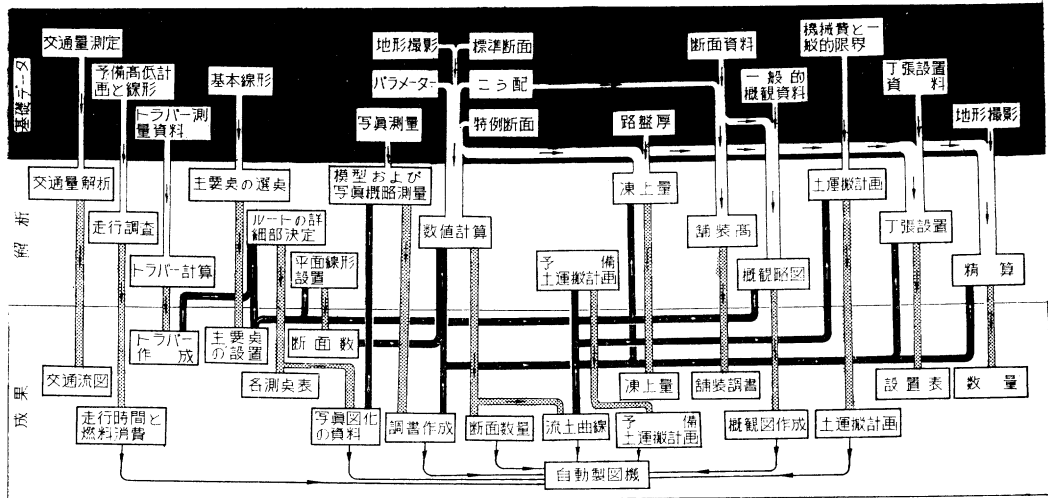 基礎データ
交通量測定
予備高低計
画と線形
トラバー測
量資料
基本線形
地形撮影
標準断面
パラメーター
こう配
写眞測量
特例断面
路盤厚
断面資料
一般的
概観資料
機械費と一
般的限界
丁張設置
資料
地形撮影
解析
交通量解析
走行調査
トラバー計算
主要点の選点
ルートの詳
細部決定
平面線形
設置
模型および
写眞概略測量
数値計算
予備
土運搬計画
凍上量
舗装高
概観略図
土運搬計画
丁張設置
精算
成果
交通流図
走行時間と
燃料消費
トラバー
作成
主要点
の設置
断面数
各測点表
写眞図化
の資料
調書作成
断面数量
流土曲線
予備
土運搬計画
凍上量
舗装調書
概観図作成
土運搬計画
設置表
数量
自動製図機